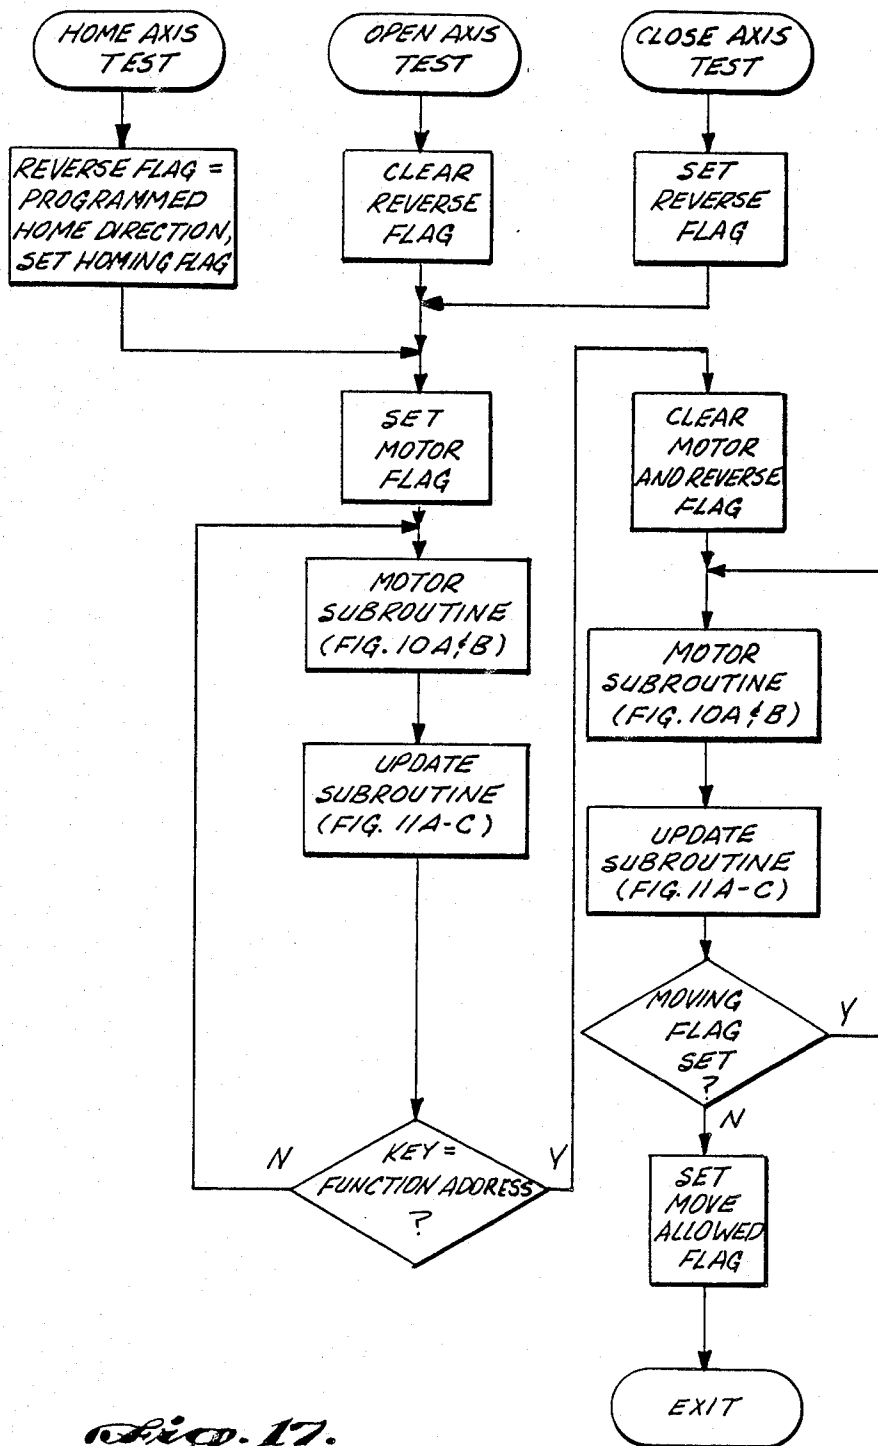 HOME AXIS
TEST
OPEN AXIS
TEST
CLOSE AXIS
TEST
REVERSE FLAG =
PROGRAMMED
HOME DIRECTION,
SET HOMING FLAG
CLEAR
REVERSE
FLAG
SET
REVERSE
FLAG
SET
MOTOR
FLAG
MOTOR
SUBROUTINE
(FIG. 10A & B)
UPDATE
SUBROUTINE
(FIG. 11A-C)
N
KEY =
FUNCTION ADDRESS
?
Y
CLEAR
MOTOR
AND REVERSE
FLAG
MOTOR
SUBROUTINE
(FIG. 10A & B)
UPDATE
SUBROUTINE
(FIG. 11A-C)
MOVING
FLAG
SET
?
Y
N
SET
MOVE
ALLOWED
FLAG
EXIT
Fig. 17.